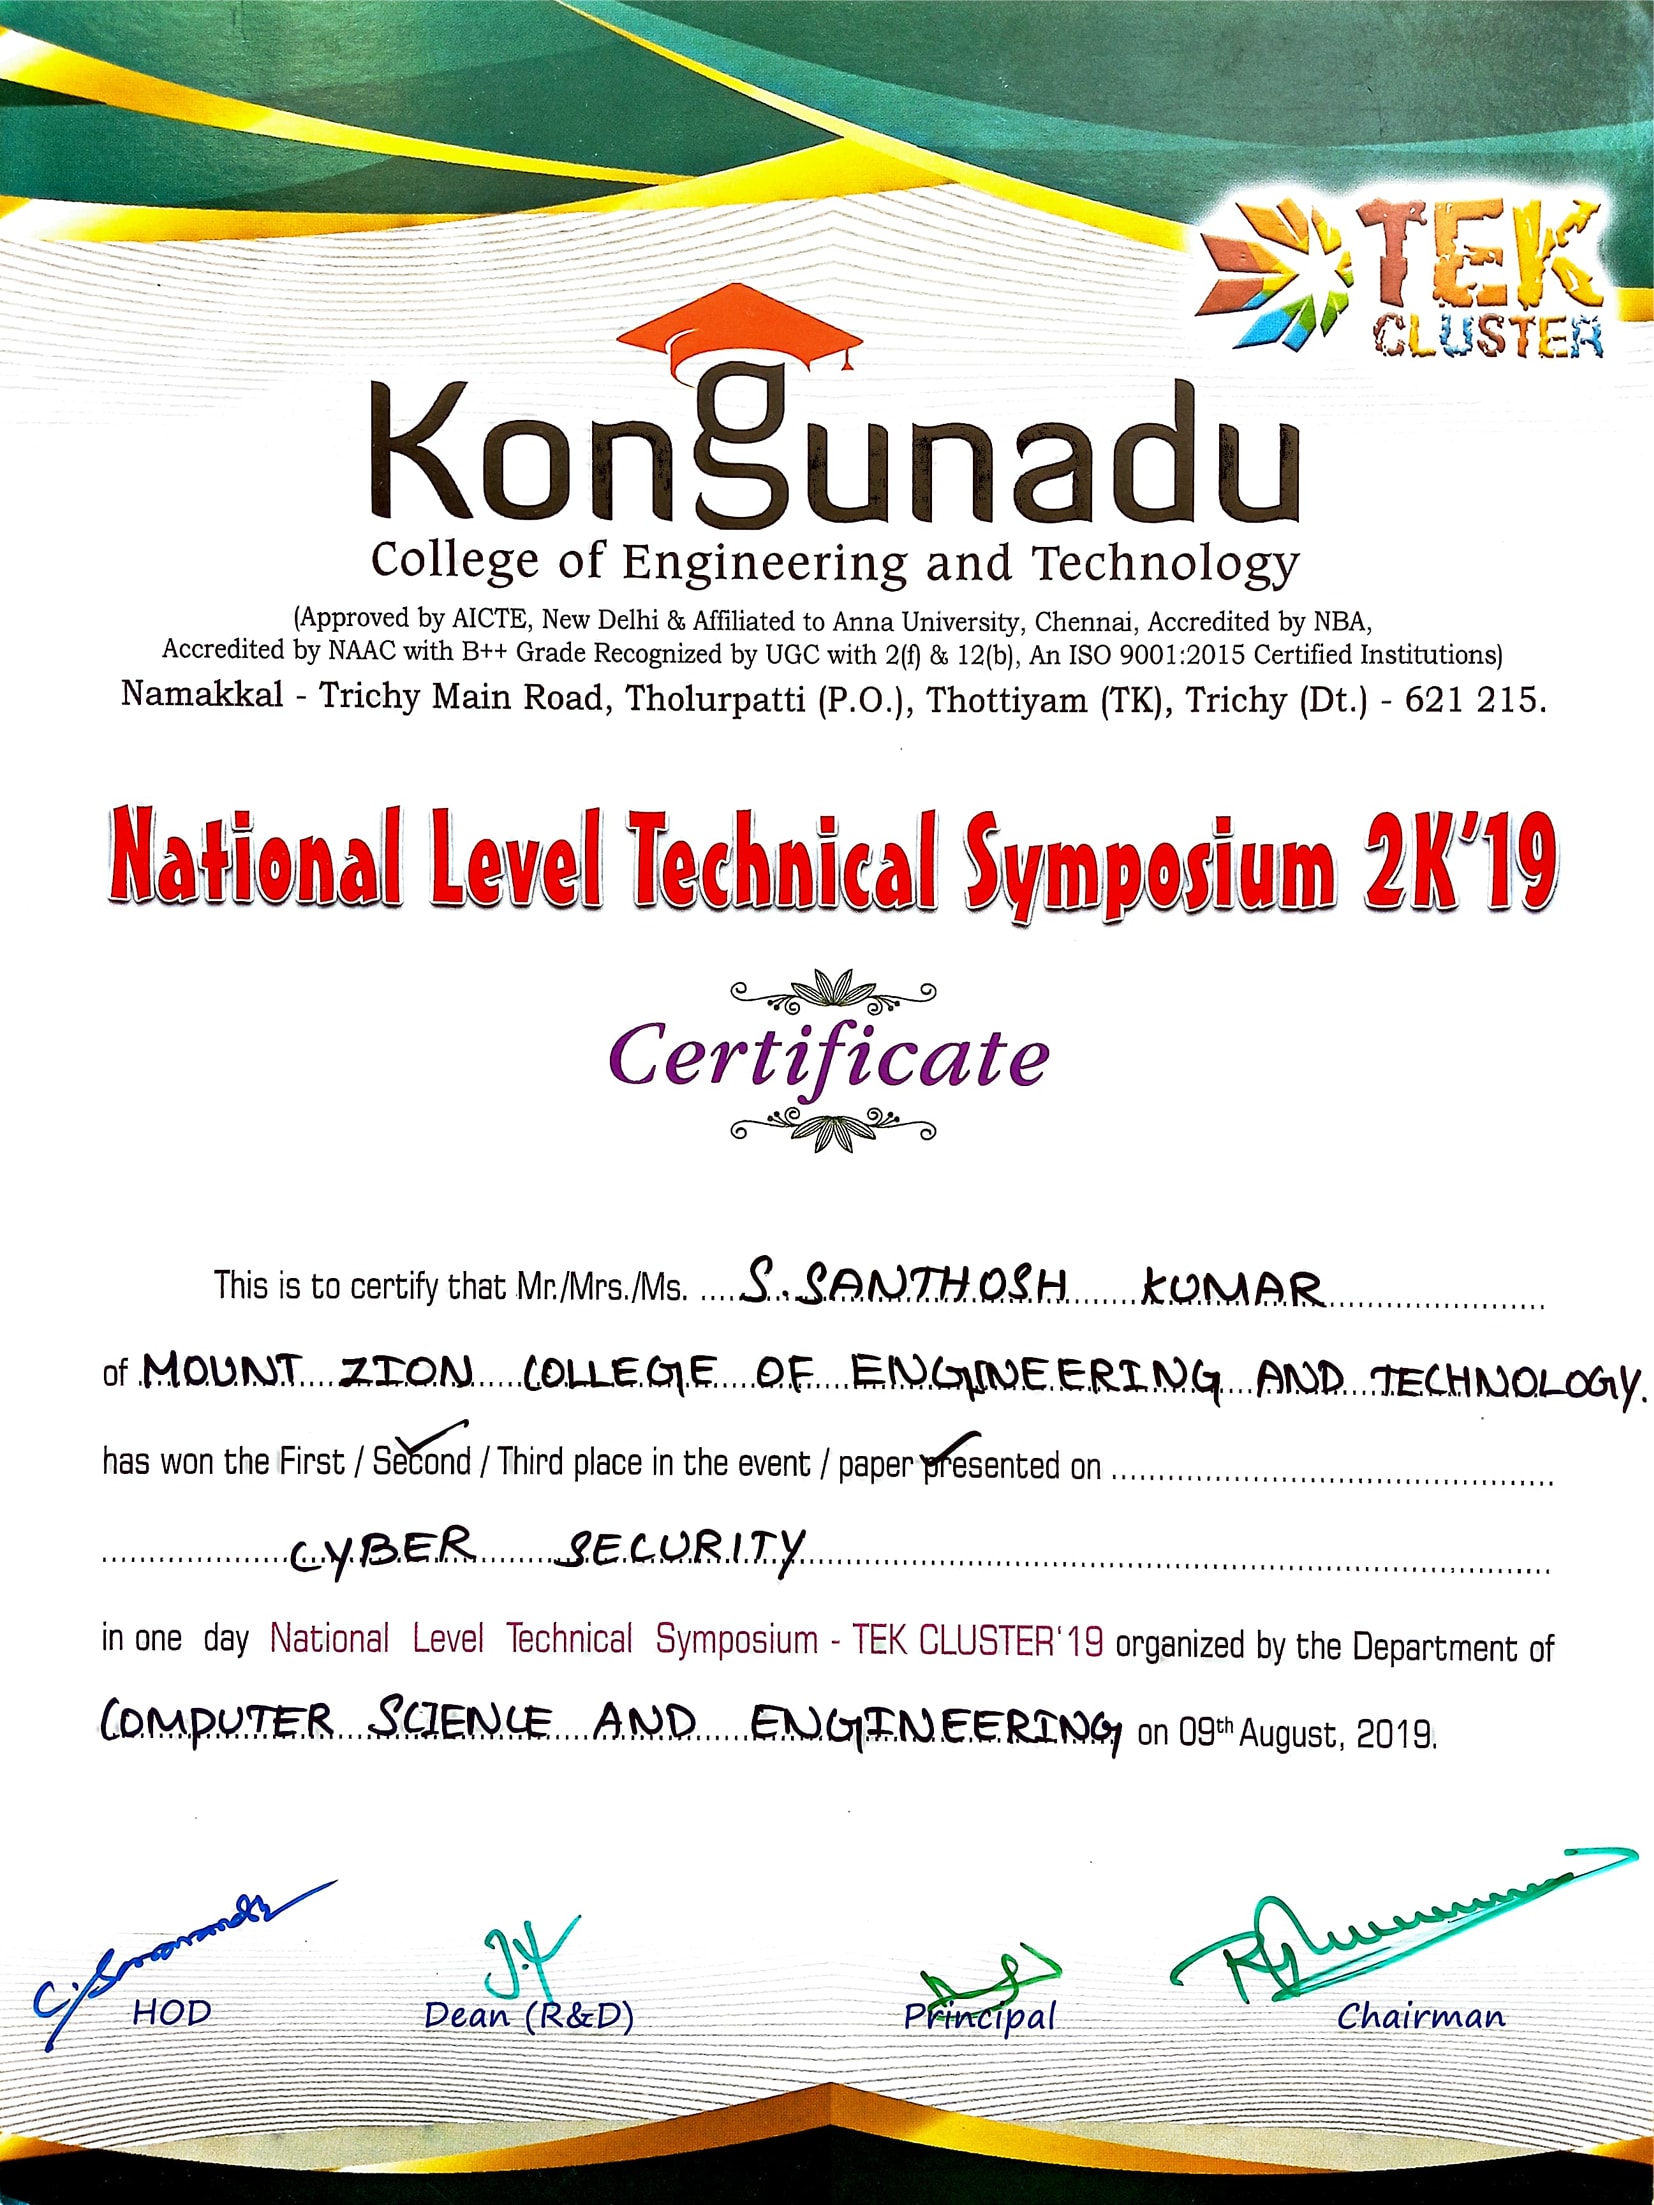 TEK
CLUSTER
Kongunadu
College of Engineering and Technology
(Approved by AICTE, New Delhi & Affiliated to Anna University, Chennai, Accredited by NBA,
Accredited by NAAC with B++ Grade Recognized by UGC with 2(f) & 12(b), An ISO 9001:2015 Certified Institutions)
Namakkal - Trichy Main Road, Tholurpatti (P.O.), Thottiyam (TK), Trichy (Dt.) - 621 215.
National Level Technical Symposium 2K'19
Certificate
This is to certify that Mr./Mrs./Ms. S. SANTHOSH KUMAR
of MOUNT ZION COLLEGE OF ENGINEERING AND TECHNOLOGY.
has won the First / Second / Third place in the event / paper presented on
CYBER SECURITY
in one day National Level Technical Symposium - TEK CLUSTER‘19 organized by the Department of
COMPUTER SCIENCE AND ENGINEERING on 09th August, 2019.
HOD Dean (R&D) Principal Chairman